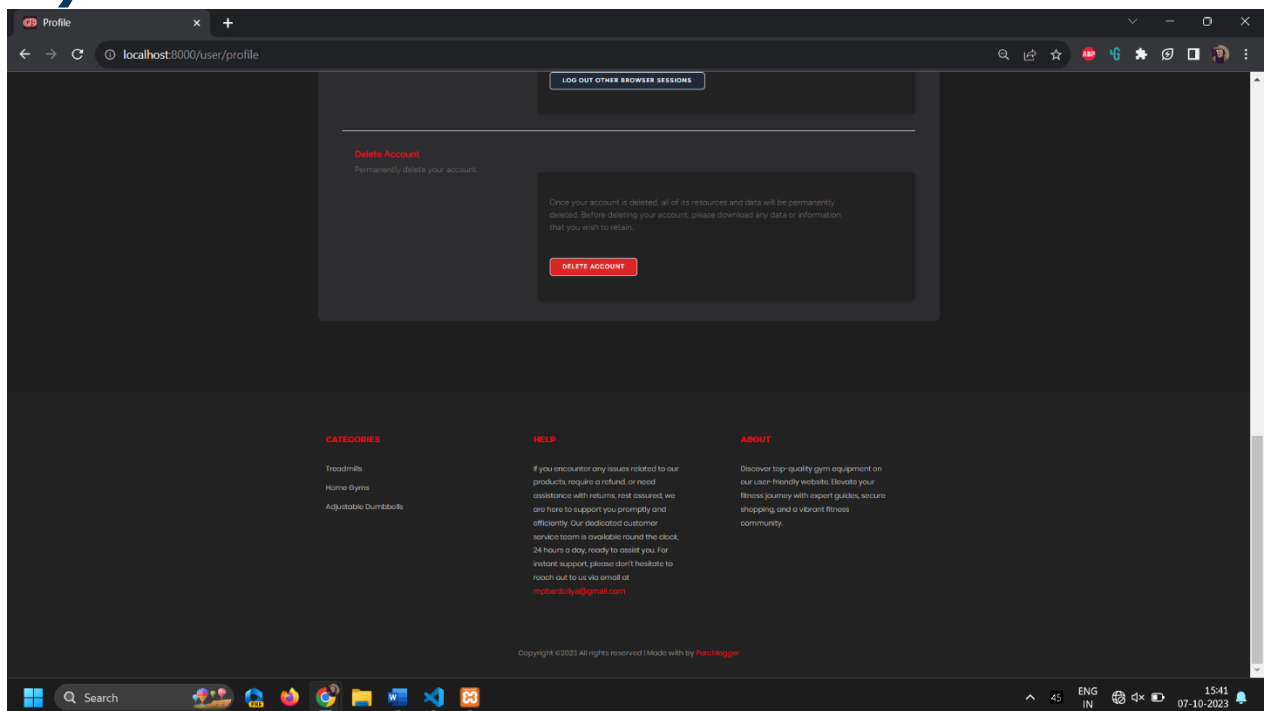 Profile
localhost:8000/user/profile
ABP
LOG OUT OTHER BROWSER SESSIONS
Delete Account
Permanently delete your account.
Once your account is deleted, all of its resources and data will be permanently
deleted. Before deleting your account, please download any data or information
that you wish to retain.
DELETE ACCOUNT
CATEGORIES
Treadmills
Home Gyms
Adjustable Dumbbells
HELP
If you encounter any issues related to our
products, require a refund, or need
assistance with returns, rest assured, we
are here to support you promptly and
efficiently. Our dedicated customer
service team is available round the clock,
24 hours a day, ready to assist you. For
instant support, please don't hesitate to
reach out to us via email at
mpbardoliya@gmail.com
ABOUT
Discover top-quality gym equipment on
our user-friendly website. Elevate your
fitness journey with expert guides, secure
shopping, and a vibrant fitness
community.
Copyright ©2023 All rights reserved | Made with by Patchlogger
Search
PRE
45
ENG
IN
15:41
07-10-2023